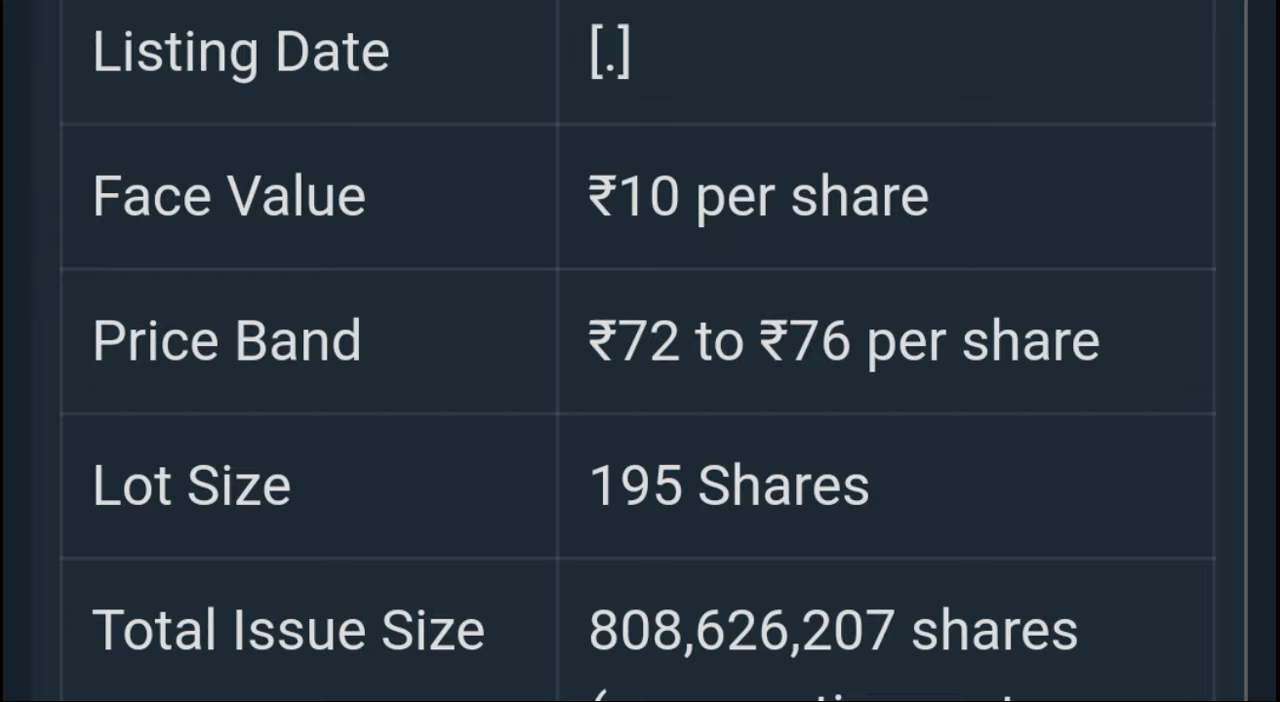 Listing Date [.]
Face Value ₹10 per share
Price Band ₹72 to ₹76 per share
Lot Size 195 Shares
Total Issue Size 808,626,207 shares